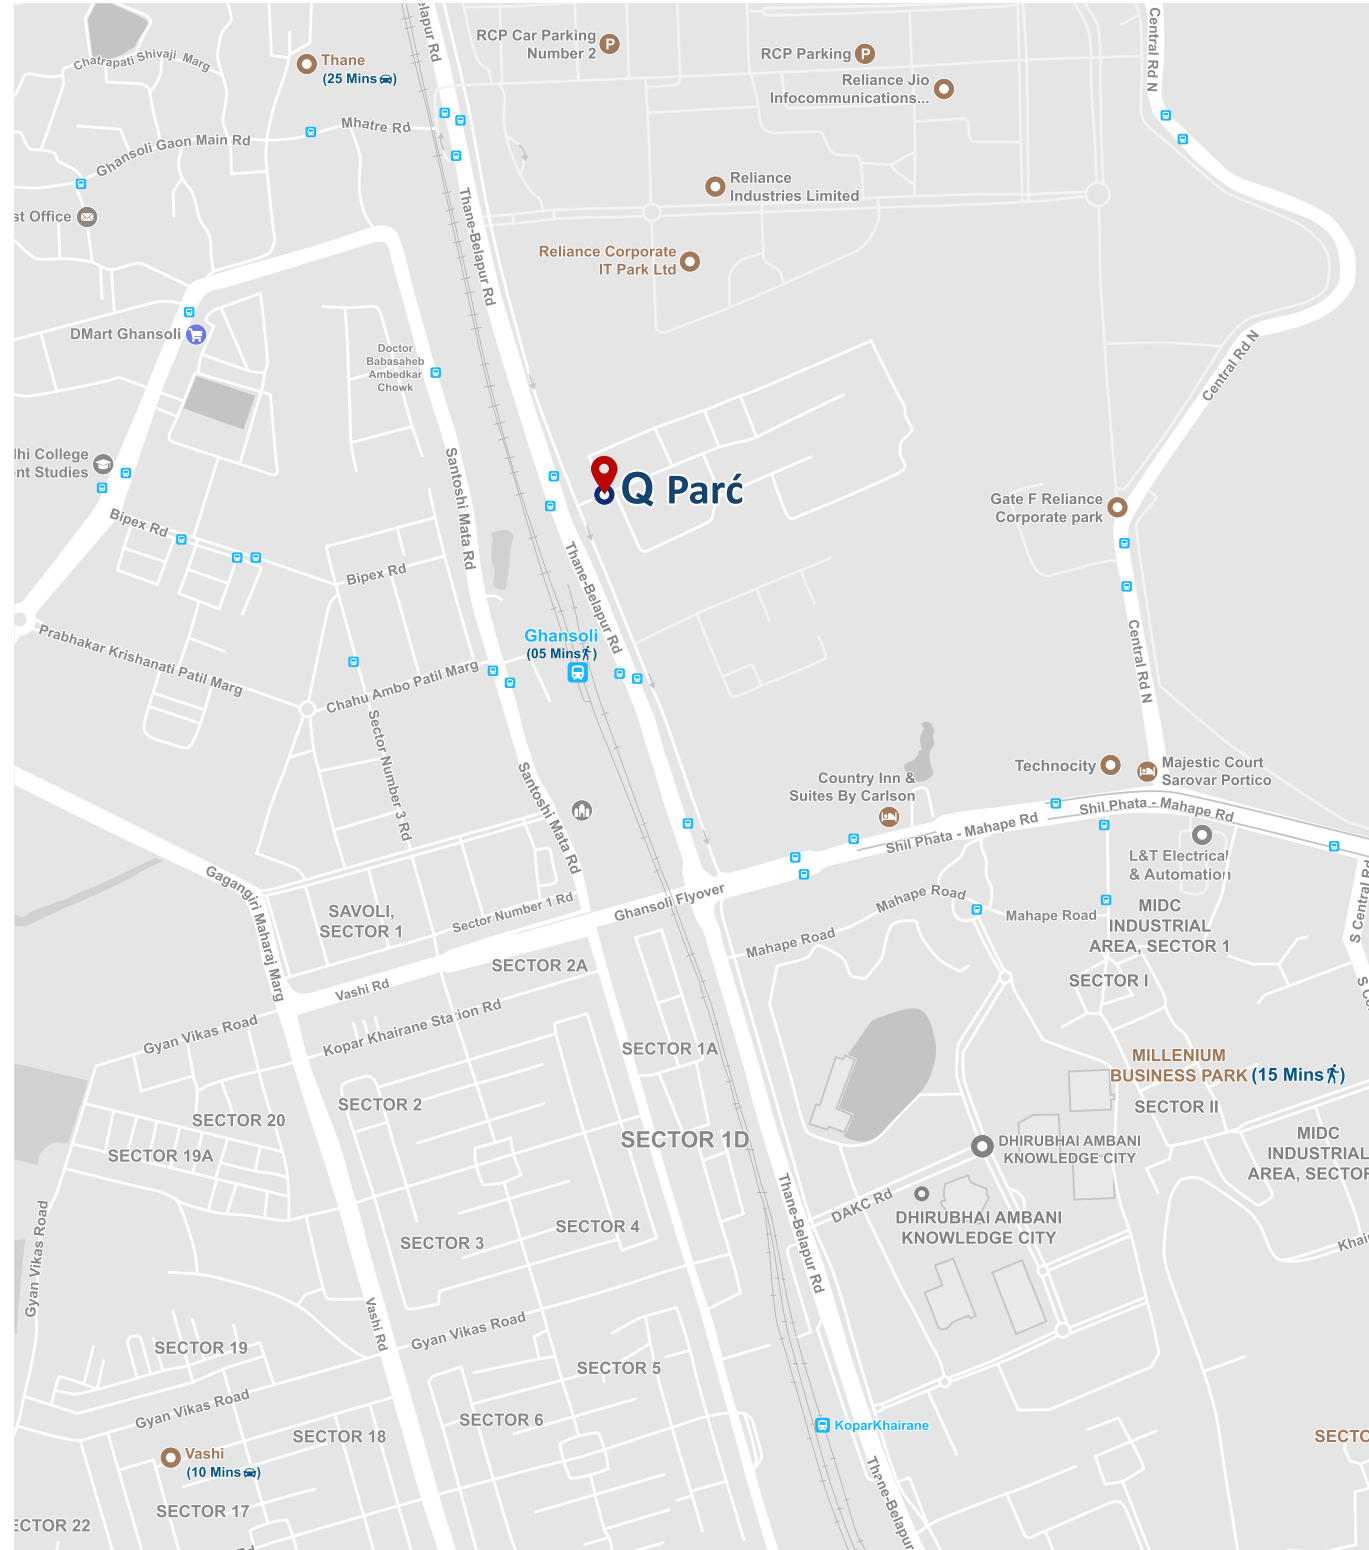 Belapur Rd
RCP Car Parking
Number 2
RCP Parking
Reliance Jio
Infocommunications...
Central Rd N
Chatrapati Shivaji Marg
Thane
(25 Mins)
Mhatre Rd
Ghansoli Gaon Main Rd
st Office
Reliance
Industries Limited
Thane-Belapur Rd
Reliance Corporate
IT Park Ltd
DMart Ghansoli
Doctor
Babasaheb
Ambedkar
Chowk
Central Rd N
lhi College
nt Studies
Santoshi Mata Rd
Q Parć
Gate F Reliance
Corporate park
Bipex Rd
Bipex Rd
Thane-Belapur Rd
Ghansoli
(05 Mins)
Prabhakar Krishanati Patil Marg
Chahu Ambo Patil Marg
Central Rd N
Sector Number 3 Rd
Santoshi Mata Rd
Technocity
Majestic Court
Sarovar Portico
Country Inn &
Suites By Carlson
Shil Phata - Mahape Rd
Shil Phata - Mahape Rd
L&T Electrical
& Automation
Gagangiri Maharaj Marg
SAVOLI,
SECTOR 1
Sector Number 1 Rd
Ghansoli Flyover
Mahape Road
Mahape Road
Mahape Road
MIDC
INDUSTRIAL
AREA, SECTOR 1
S Central Rd
SECTOR 2A
SECTOR I
Vashi Rd
S C
Gyan Vikas Road
Kopar Khairane Station Rd
SECTOR 1A
MILLENIUM
BUSINESS PARK (15 Mins)
SECTOR II
SECTOR 2
SECTOR 20
SECTOR 19A
SECTOR 1D
DHIRUBHAI AMBANI
KNOWLEDGE CITY
MIDC
INDUSTRIAL
AREA, SECTOR
DAKC Rd
DHIRUBHAI AMBANI
KNOWLEDGE CITY
Thane-Belapur Rd
SECTOR 4
SECTOR 3
Khair
Gyan Vikas Road
Vashi Rd
Gyan Vikas Road
SECTOR 19
SECTOR 5
Gyan Vikas Road
SECTOR 6
KoparKhairane
SECTOR 18
SECTO
Vashi
(10 Mins)
Thane-Belapur
SECTOR 17
ECTOR 22